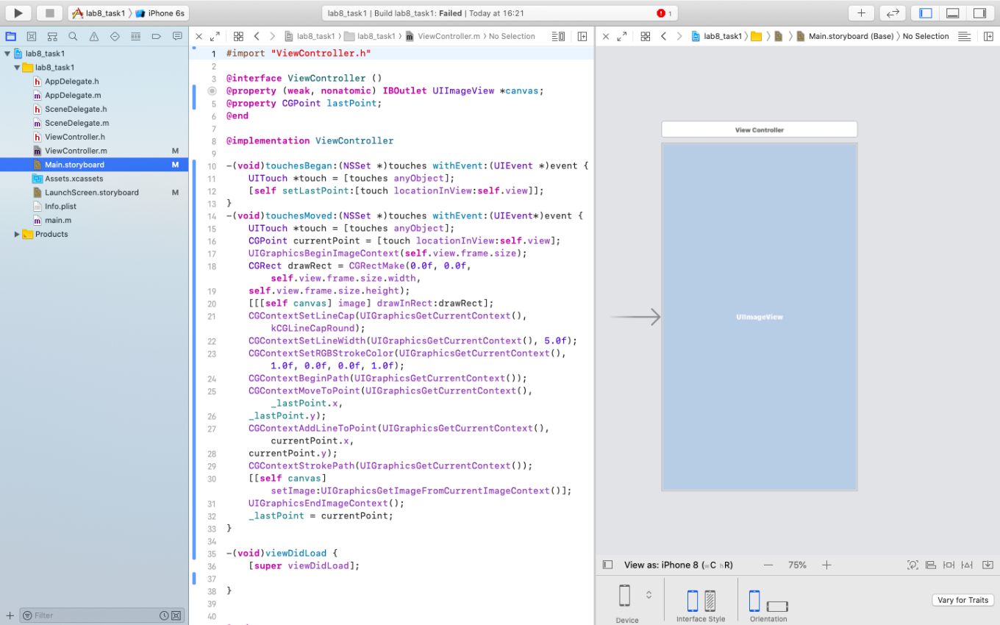 lab8_task1 〉 iPhone 6s
lab8_task1 | Build lab8_task1: Failed | Today at 16:21
1
lab8_task1 〉 lab8_task1 〉 ViewController.m 〉 No Selection
lab8_task1 〉 〉 〉 Main.storyboard (Base) 〉 No Selection
lab8_task1
lab8_task1
AppDelegate.h
AppDelegate.m
SceneDelegate.h
SceneDelegate.m
ViewController.h
ViewController.m M
Main.storyboard M
Assets.xcassets
LaunchScreen.storyboard M
Info.plist
main.m
Products
Filter
1 #import "ViewController.h"
2
3 @interface ViewController ()
@property (weak, nonatomic) IBOutlet UIImageView *canvas;
5 @property CGPoint lastPoint;
6 @end
7
8 @implementation ViewController
9
10 -(void)touchesBegan:(NSSet *)touches withEvent:(UIEvent *)event {
11 UITouch *touch = [touches anyObject];
12 [self setLastPoint:[touch locationInView:self.view]];
13 }
14 -(void)touchesMoved:(NSSet *)touches withEvent:(UIEvent*)event {
15 UITouch *touch = [touches anyObject];
16 CGPoint currentPoint = [touch locationInView:self.view];
17 UIGraphicsBeginImageContext(self.view.frame.size);
18 CGRect drawRect = CGRectMake(0.0f, 0.0f,
self.view.frame.size.width,
19 self.view.frame.size.height);
20 [[[self canvas] image] drawInRect:drawRect];
21 CGContextSetLineCap(UIGraphicsGetCurrentContext(),
kCGLineCapRound);
22 CGContextSetLineWidth(UIGraphicsGetCurrentContext(), 5.0f);
23 CGContextSetRGBStrokeColor(UIGraphicsGetCurrentContext(),
1.0f, 0.0f, 0.0f, 1.0f);
24 CGContextBeginPath(UIGraphicsGetCurrentContext());
25 CGContextMoveToPoint(UIGraphicsGetCurrentContext(),
_lastPoint.x,
26 _lastPoint.y);
27 CGContextAddLineToPoint(UIGraphicsGetCurrentContext(),
currentPoint.x,
28 currentPoint.y);
29 CGContextStrokePath(UIGraphicsGetCurrentContext());
30 [[self canvas]
setImage:UIGraphicsGetImageFromCurrentImageContext()];
31 UIGraphicsEndImageContext();
32 _lastPoint = currentPoint;
33 }
34
35 -(void)viewDidLoad {
36 [super viewDidLoad];
37
38 }
39
40
View Controller
UIImageView
View as: iPhone 8 (wC hR)
75%
Device
Interface Style
Orientation
Vary for Traits